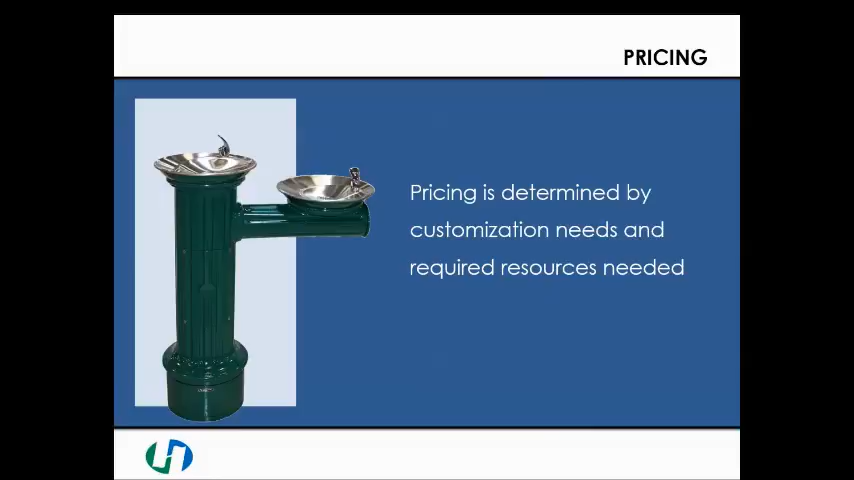 PRICING
Pricing is determined by
customization needs and
required resources needed